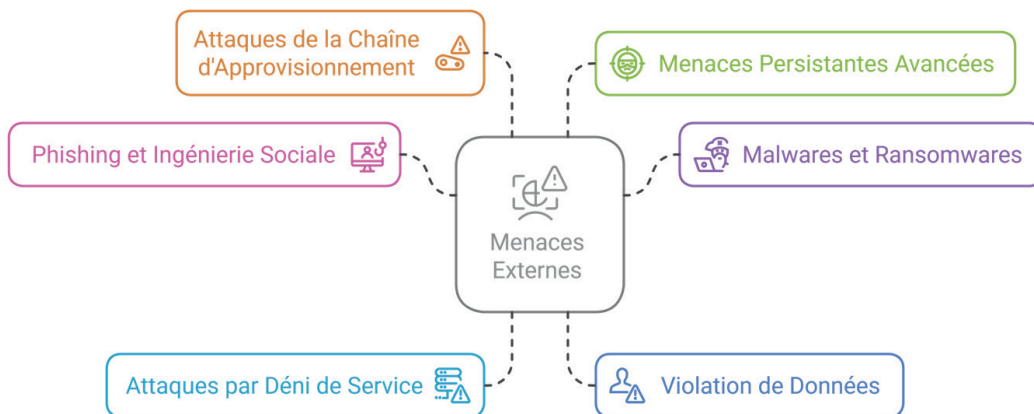 Attaques de la Chaîne
d'Approvisionnement
Menaces Persistantes Avancées
Phishing et Ingénierie Sociale
Malwares et Ransomwares
Menaces
Externes
Attaques par Déni de Service
Violation de Données